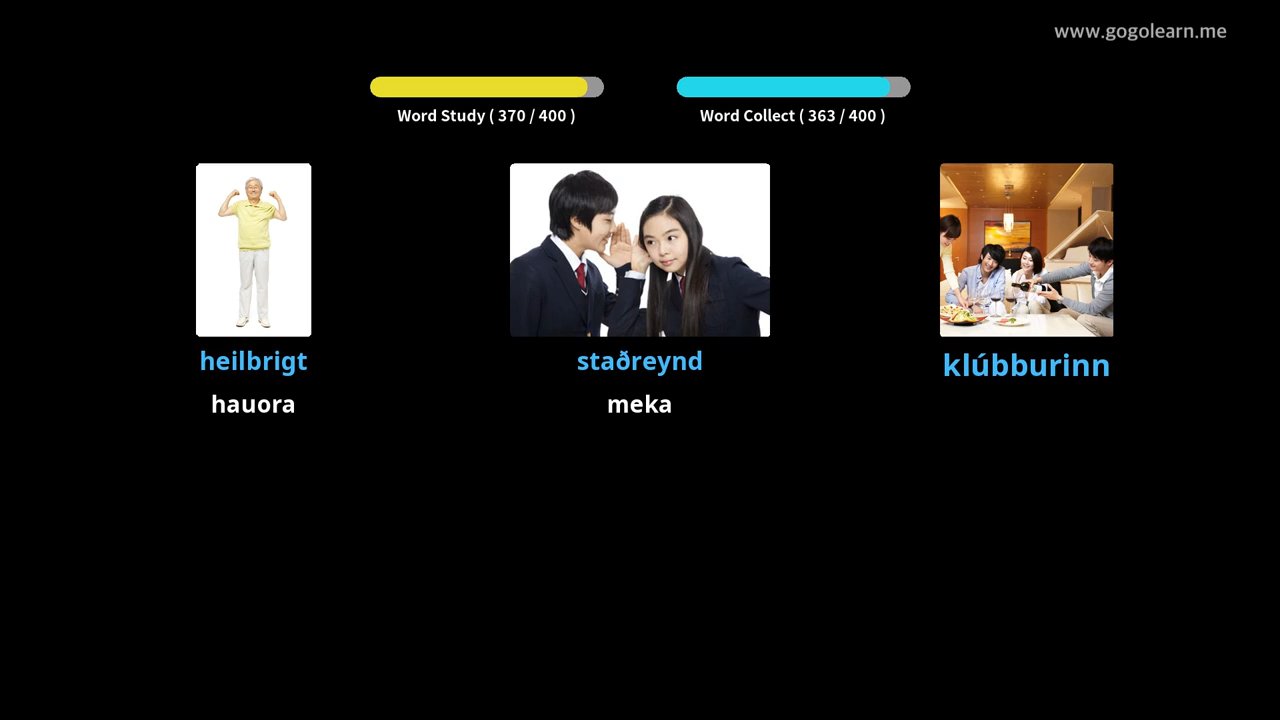 www.gogolearn.me
Word Study ( 370 / 400 )
Word Collect ( 363 / 400 )
heilbrigt
staðreynd
klúbburinn
hauora
meka